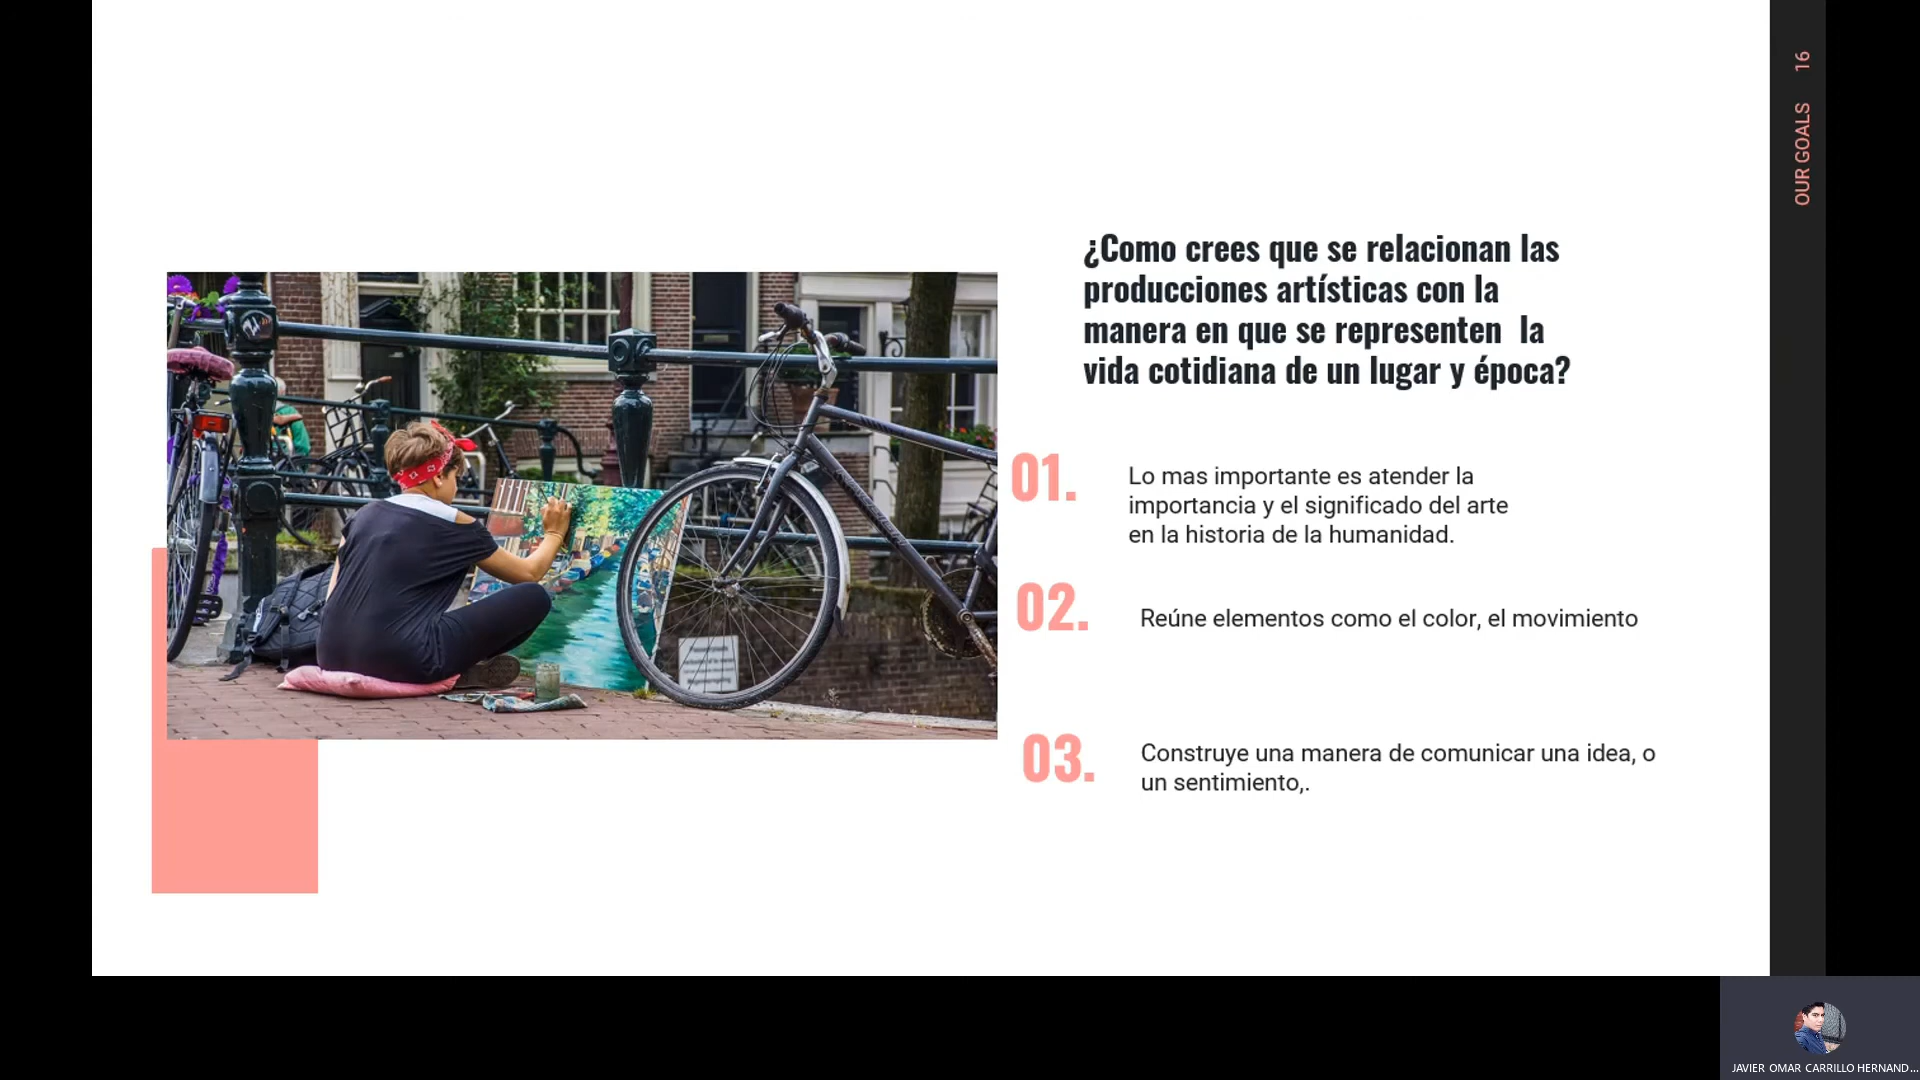 16
OUR GOALS
¿Como crees que se relacionan las
producciones artísticas con la
manera en que se representen  la
vida cotidiana de un lugar y época?
01.
Lo mas importante es atender la
importancia y el significado del arte
en la historia de la humanidad.
02.
Reúne elementos como el color, el movimiento
03.
Construye una manera de comunicar una idea, o
un sentimiento,.
JAVIER OMAR CARRILLO HERNAND...